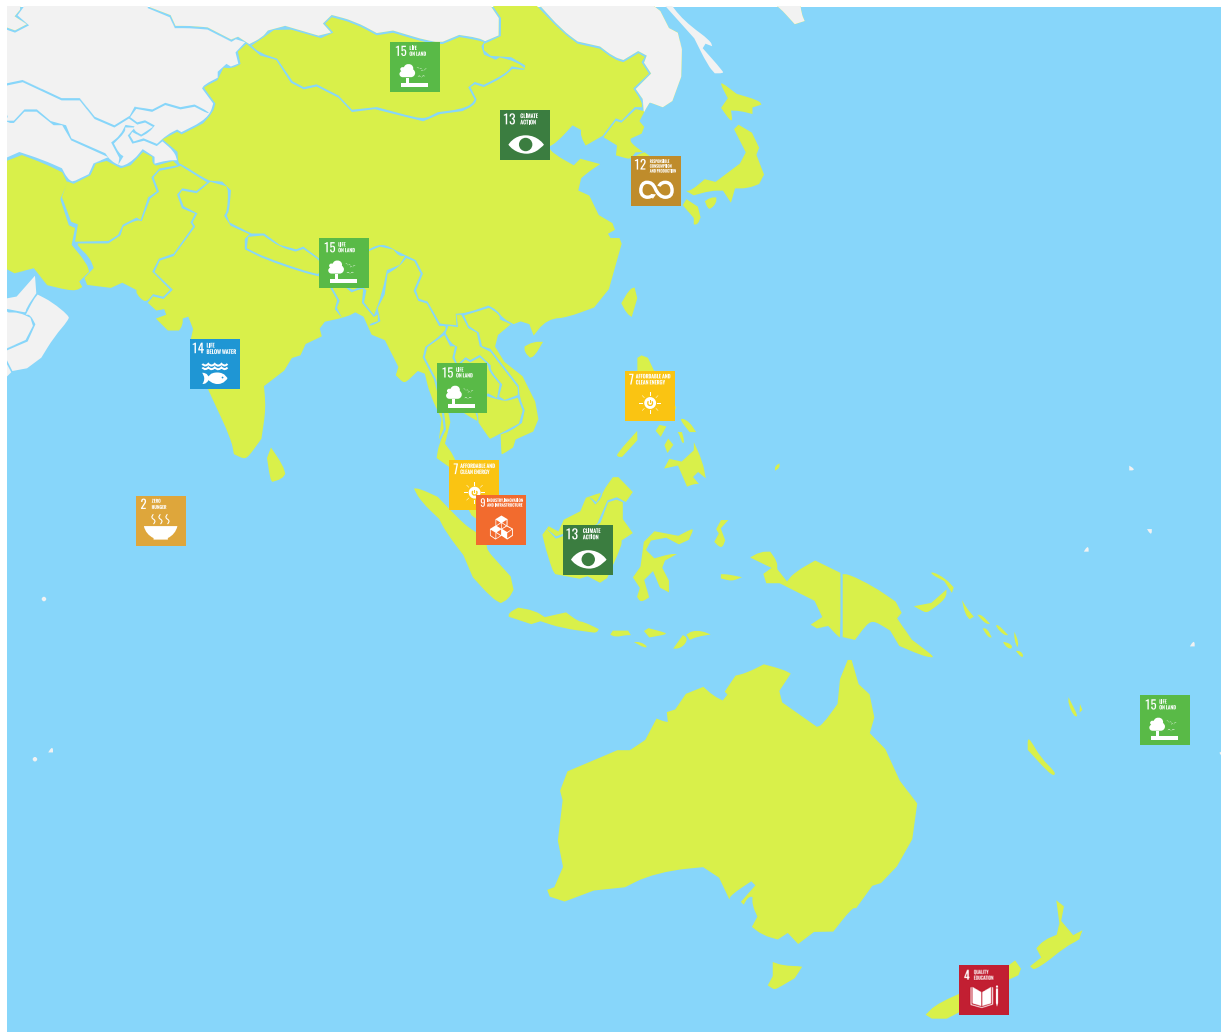 15 LIFE
ON LAND
13 CLIMATE
ACTION
12 RESPONSIBLE
CONSUMPTION
AND PRODUCTION
15 LIFE
ON LAND
14 LIFE
BELOW WATER
15 LIFE
ON LAND
7 AFFORDABLE AND
CLEAN ENERGY
7 AFFORDABLE AND
CLEAN ENERGY
2 ZERO
HUNGER
9 INDUSTRY, INNOVATION
AND INFRASTRUCTURE
13 CLIMATE
ACTION
15 LIFE
ON LAND
4 QUALITY
EDUCATION